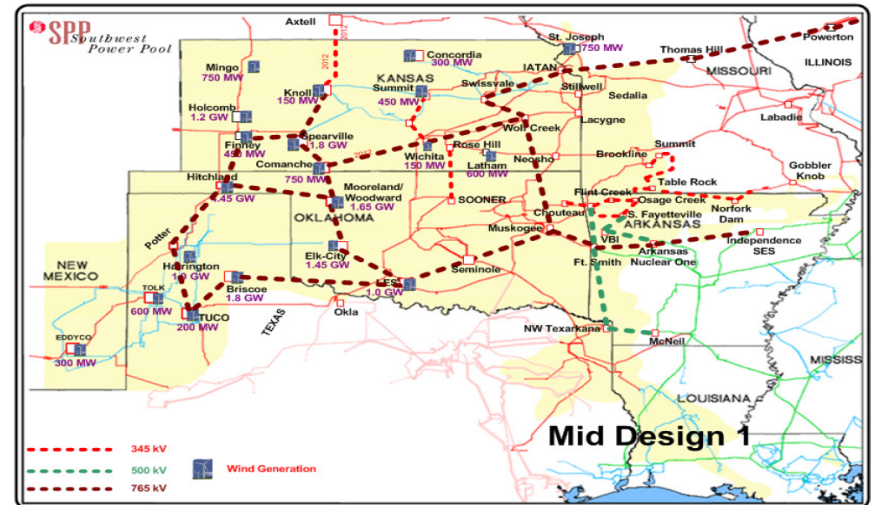 SPP Southwest
Power Pool
Axtell
2012
St. Joseph
750 MW
Powerton
Thomas Hill
ILLINOIS
MISSOURI
Mingo
750 MW
Concordia
300 MW
IATAN
KANSAS
Knoll
150 MW
Summit
450 MW
Swissvale
Stillwell
Sedalia
Holcomb
1.2 GW
Lacygne
Labadie
Wolf Creek
Finney
450 MW
Spearville
1.8 GW
2012
Rose Hill
Wichita
150 MW
Latham
600 MW
Neosho
Summit
Brookline
Comanche
750 MW
Hitchland
4.45 GW
Table Rock
Gobbler
Knob
Mooreland/
Woodward
1.65 GW
SOONER
Flint Creek
Osage Creek
Norfork
Dam
OKLAHOMA
Chouteau
S. Fayetteville
ARKANSAS
Potter
Muskogee
VBI
Independence
SES
Elk-City
1.45 GW
Ft. Smith
Arkansas
Nuclear One
NEW
MEXICO
Harrington
Seminole
TOLK
600 MW
Briscoe
1.8 GW
LES
1.0 GW
TUCO
200 MW
TEXAS
Okla
NW Texarkana
McNeil
EDDYCO
300 MW
MISSISS
LOUISIANA
Mid Design 1
345 kV
500 kV
765 kV
Wind Generation